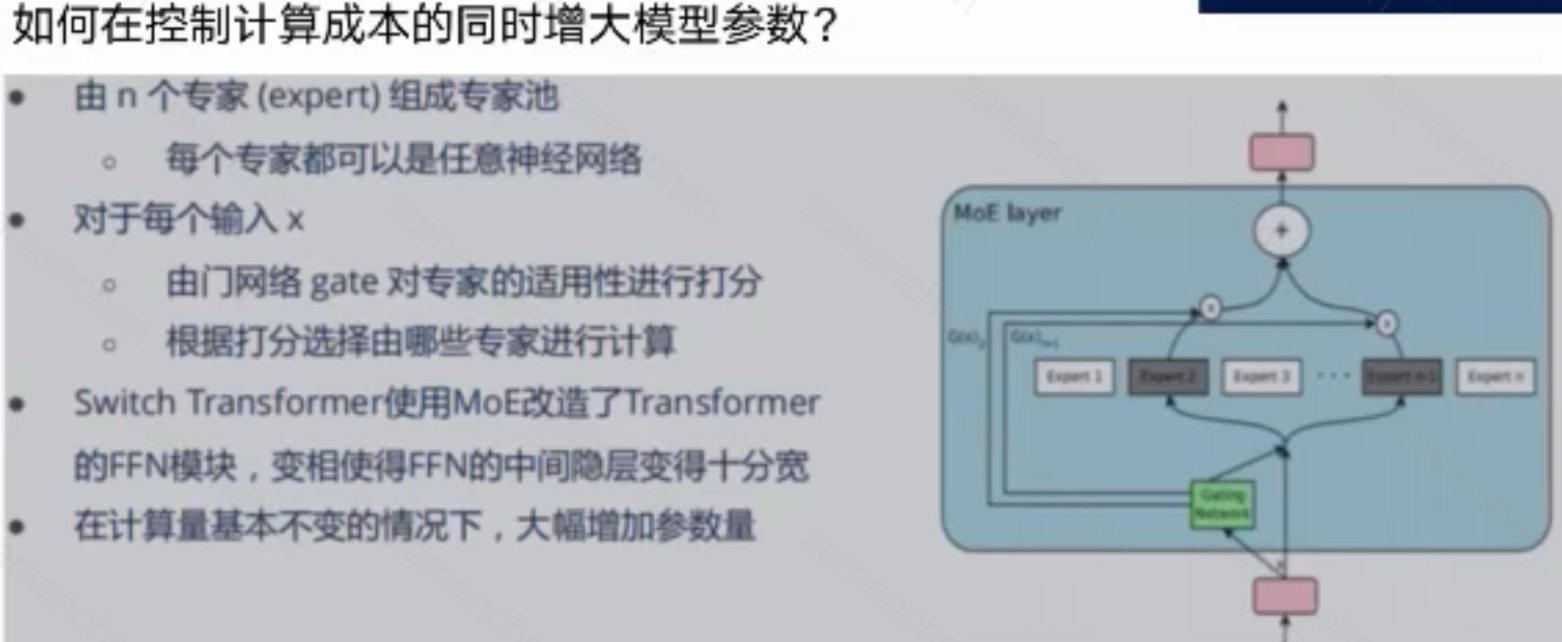 如何在控制计算成本的同时增大模型参数?
● 由 n 个专家 (expert) 组成专家池
○ 每个专家都可以是任意神经网络
● 对于每个输入 x
○ 由门网络 gate 对专家的适用性进行打分
○ 根据打分选择由哪些专家进行计算
● Switch Transformer使用MoE改造了Transformer
的FFN模块，变相使得FFN的中间隐层变得十分宽
● 在计算量基本不变的情况下，大幅增加参数量
MoE layer
+
x
x
G(x)₂ G(x)ₙ₋₁
Expert 1 Expert 2 Expert 3 ··· Expert n-1 Expert n
Gating
Network
x
zamanchen